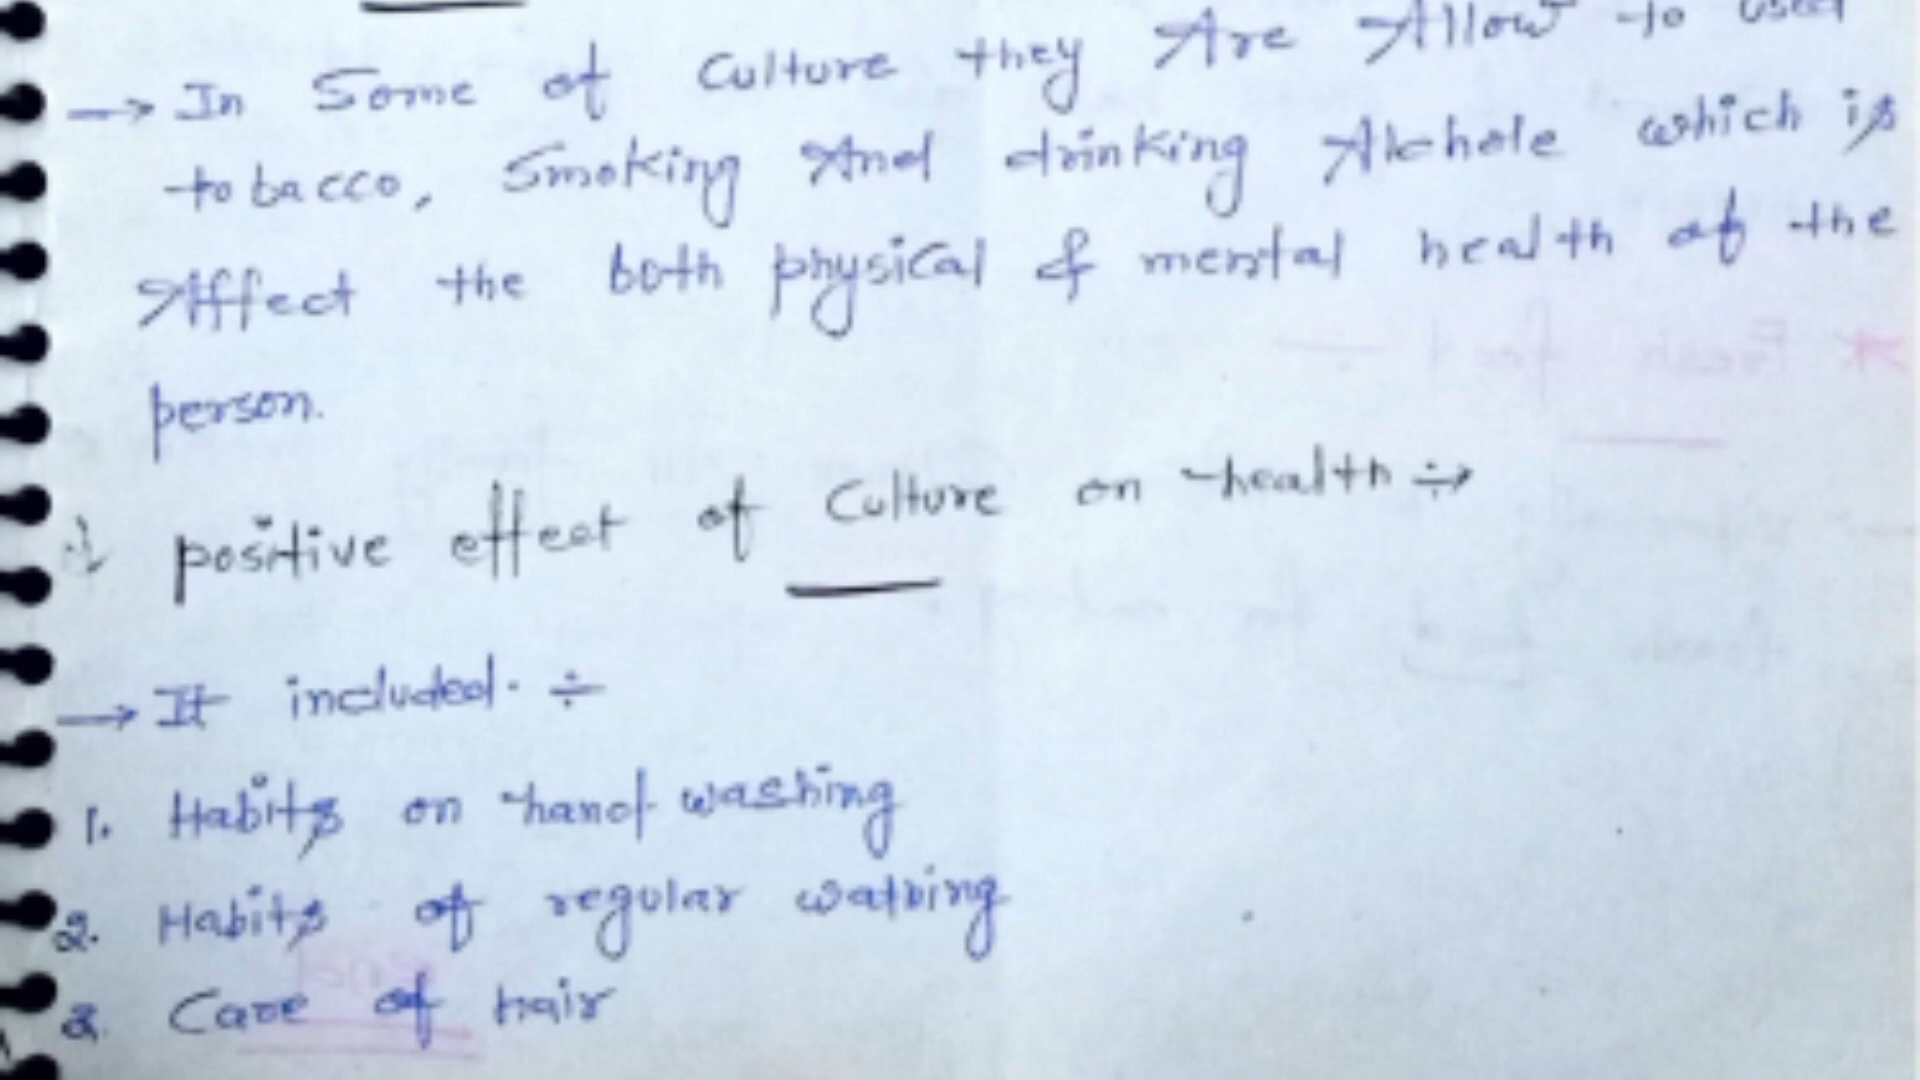 → In Some of Culture they Are Allow to used
tobacco, Smoking And drinking Alchole which is
Affect the both physical & mental health of the
person.
positive effect of Culture on health ÷→
→ It included. ÷
1. Habits on hand washing
2. Habits of regular
3. Care of hair